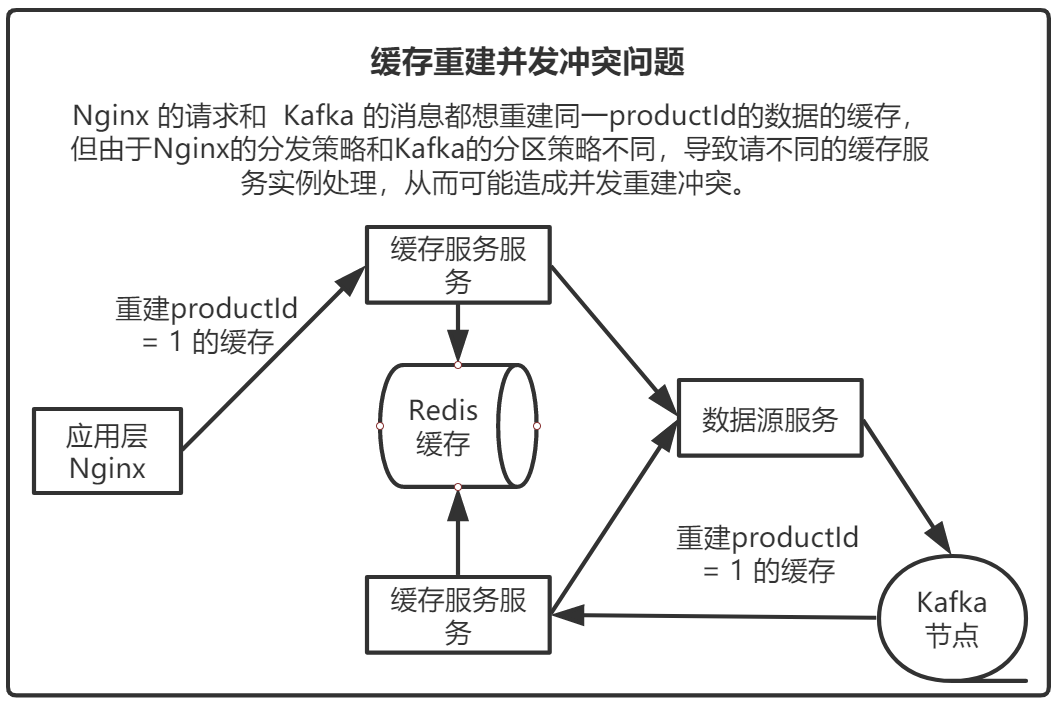 缓存重建并发冲突问题
Nginx 的请求和 Kafka 的消息都想重建同一productId的数据的缓存，
但由于Nginx的分发策略和Kafka的分区策略不同，导致请不同的缓存服
务实例处理，从而可能造成并发重建冲突。
缓存服务服
务
重建productId
= 1 的缓存
Redis
缓存
应用层
Nginx
数据源服务
重建productId
= 1 的缓存
缓存服务服
务
Kafka
节点